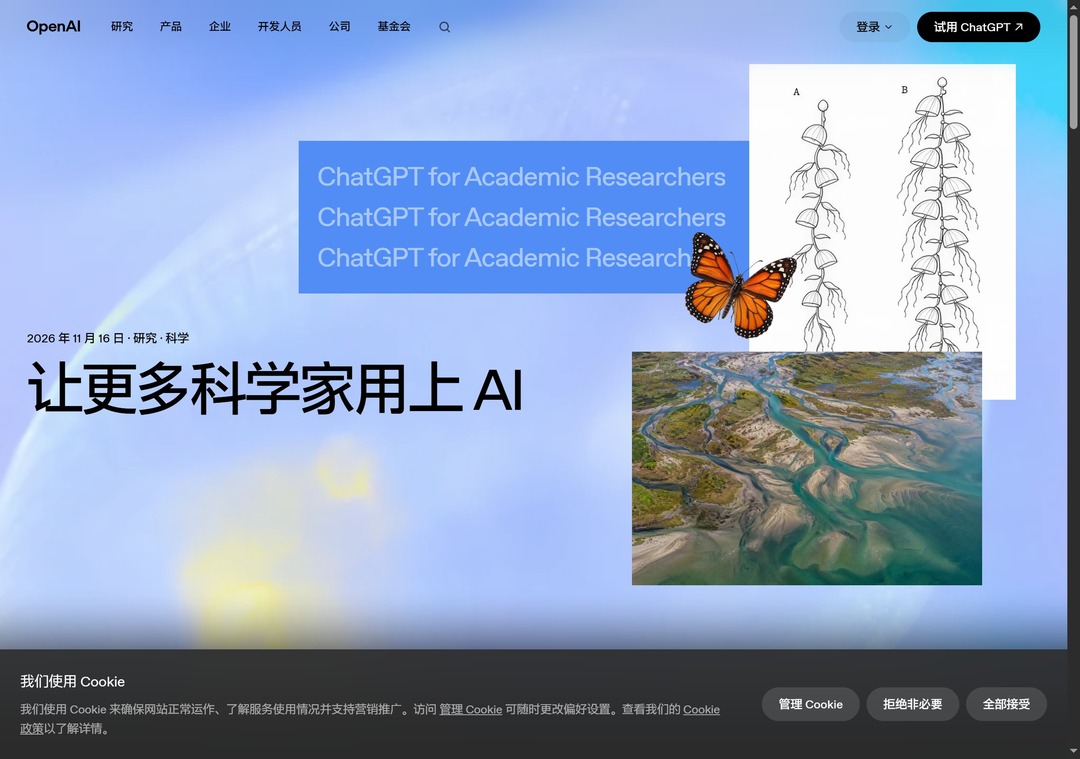 OpenAI 研究 产品 企业 开发人员 公司 基金会 登录 试用 ChatGPT ↗
A B
ChatGPT for Academic Researchers
ChatGPT for Academic Researchers
ChatGPT for Academic Research
2026 年 11 月 16 日 · 研究 · 科学
让更多科学家用上 AI
我们使用 Cookie
我们使用 Cookie 来确保网站正常运作、了解服务使用情况并支持营销推广。访问 管理 Cookie 可随时更改偏好设置。查看我们的 Cookie
政策以了解详情。
管理 Cookie 拒绝非必要 全部接受